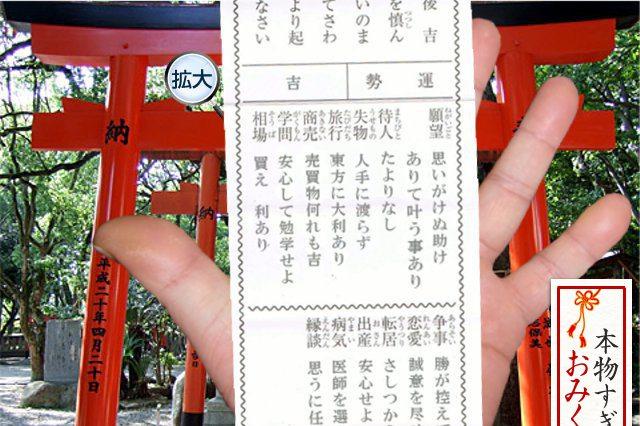 拡大
後吉
を慎ん
いのま
てさわ
より起
なさい
運勢 吉
願望 思いがけぬ助け
ありて叶う事あり
待人 たよりなし
失物 人手に渡らず
旅行 東方に大利あり
商売 売買物何れも吉
学問 安心して勉学せよ
相場 買え 利あり
争事 勝が控えて
恋愛 誠意を尽
転居 さしつか
出産 安心せよ
病気 医師を選
縁談 思うに任
納
平成二十年四月二十日
納
本物すぎ
おみく